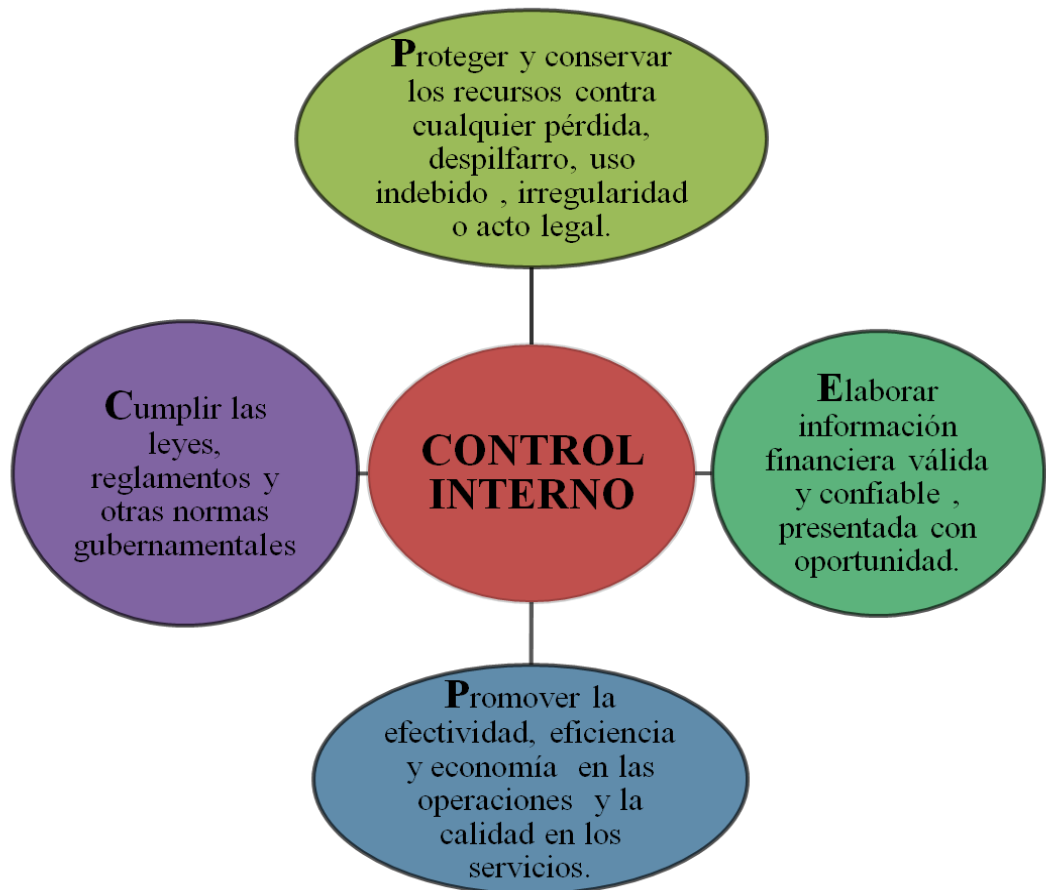 Proteger y conservar
los recursos contra
cualquier pérdida,
despilfarro, uso
indebido , irregularidad
o acto legal.
Cumplir las
leyes,
reglamentos y
otras normas
gubernamentales
CONTROL
INTERNO
Elaborar
información
financiera válida
y confiable ,
presentada con
oportunidad.
Promover la
efectividad, eficiencia
y economía en las
operaciones y la
calidad en los
servicios.